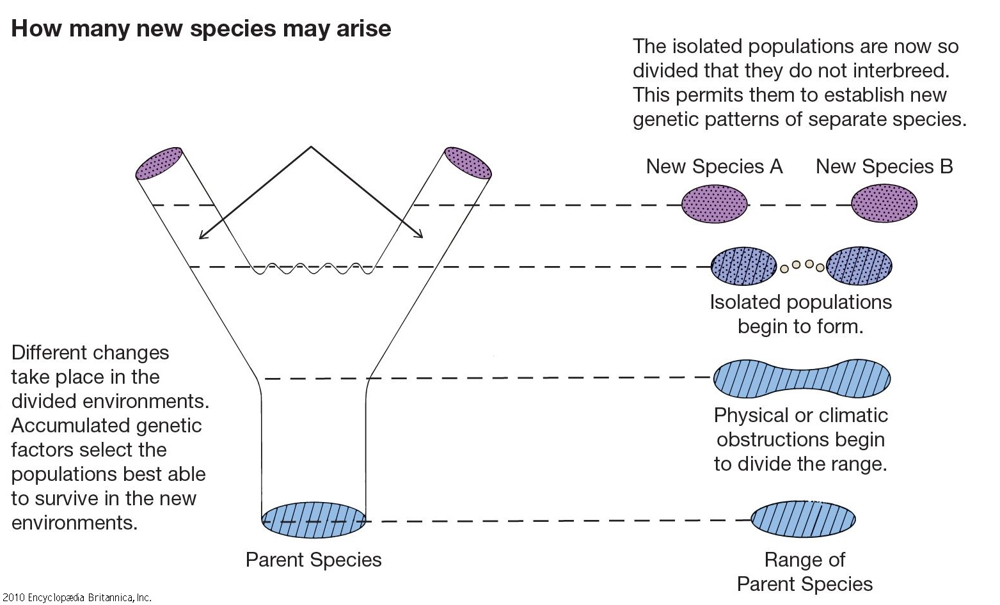 How many new species may arise
The isolated populations are now so
divided that they do not interbreed.
This permits them to establish new
genetic patterns of separate species.
New Species A
New Species B
Isolated populations
begin to form.
Different changes
take place in the
divided environments.
Accumulated genetic
factors select the
populations best able
to survive in the new
environments.
Physical or climatic
obstructions begin
to divide the range.
Parent Species
Range of
Parent Species
2010 Encyclopædia Britannica, Inc.